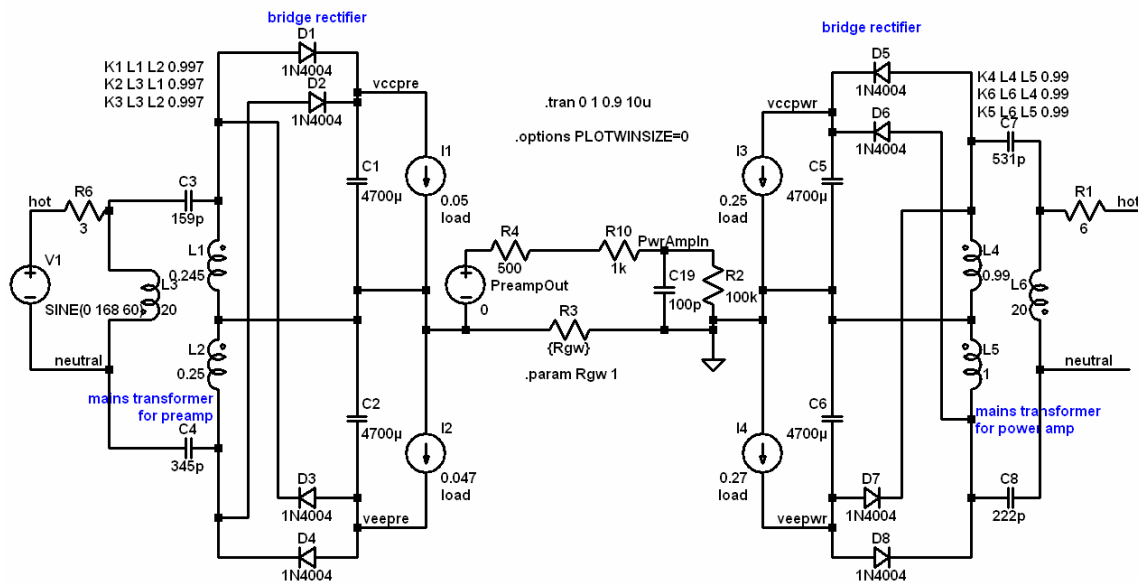 bridge rectifier
D1
1N4004
K1 L1 L2 0.997
K2 L3 L1 0.997
K3 L3 L2 0.997
D2
1N4004
vccpre
.tran 0 1 0.9 10u
.options PLOTWINSIZE=0
bridge rectifier
D5
1N4004
D6
1N4004
vccpwr
K4 L4 L5 0.99
K6 L6 L4 0.99
K5 L6 L5 0.99
C7
531p
I1
0.05
load
C1
4700µ
I3
0.25
load
C5
4700µ
hot
R6
3
C3
159p
R1
6
hot
V1
SINE(0 168 60)
L3
20
L1
0.245
R4
500
R10
1k
PwrAmpIn
PreampOut
0
C19
100p
R2
100k
L4
0.99
L6
20
neutral
L2
0.25
R3
{Rgw}
.param Rgw 1
L5
1
neutral
mains transformer
for preamp
C4
345p
C2
4700µ
I2
0.047
load
I4
0.27
load
C6
4700µ
mains transformer
for power amp
D3
1N4004
veepre
D4
1N4004
D7
1N4004
veepwr
D8
1N4004
C8
222p